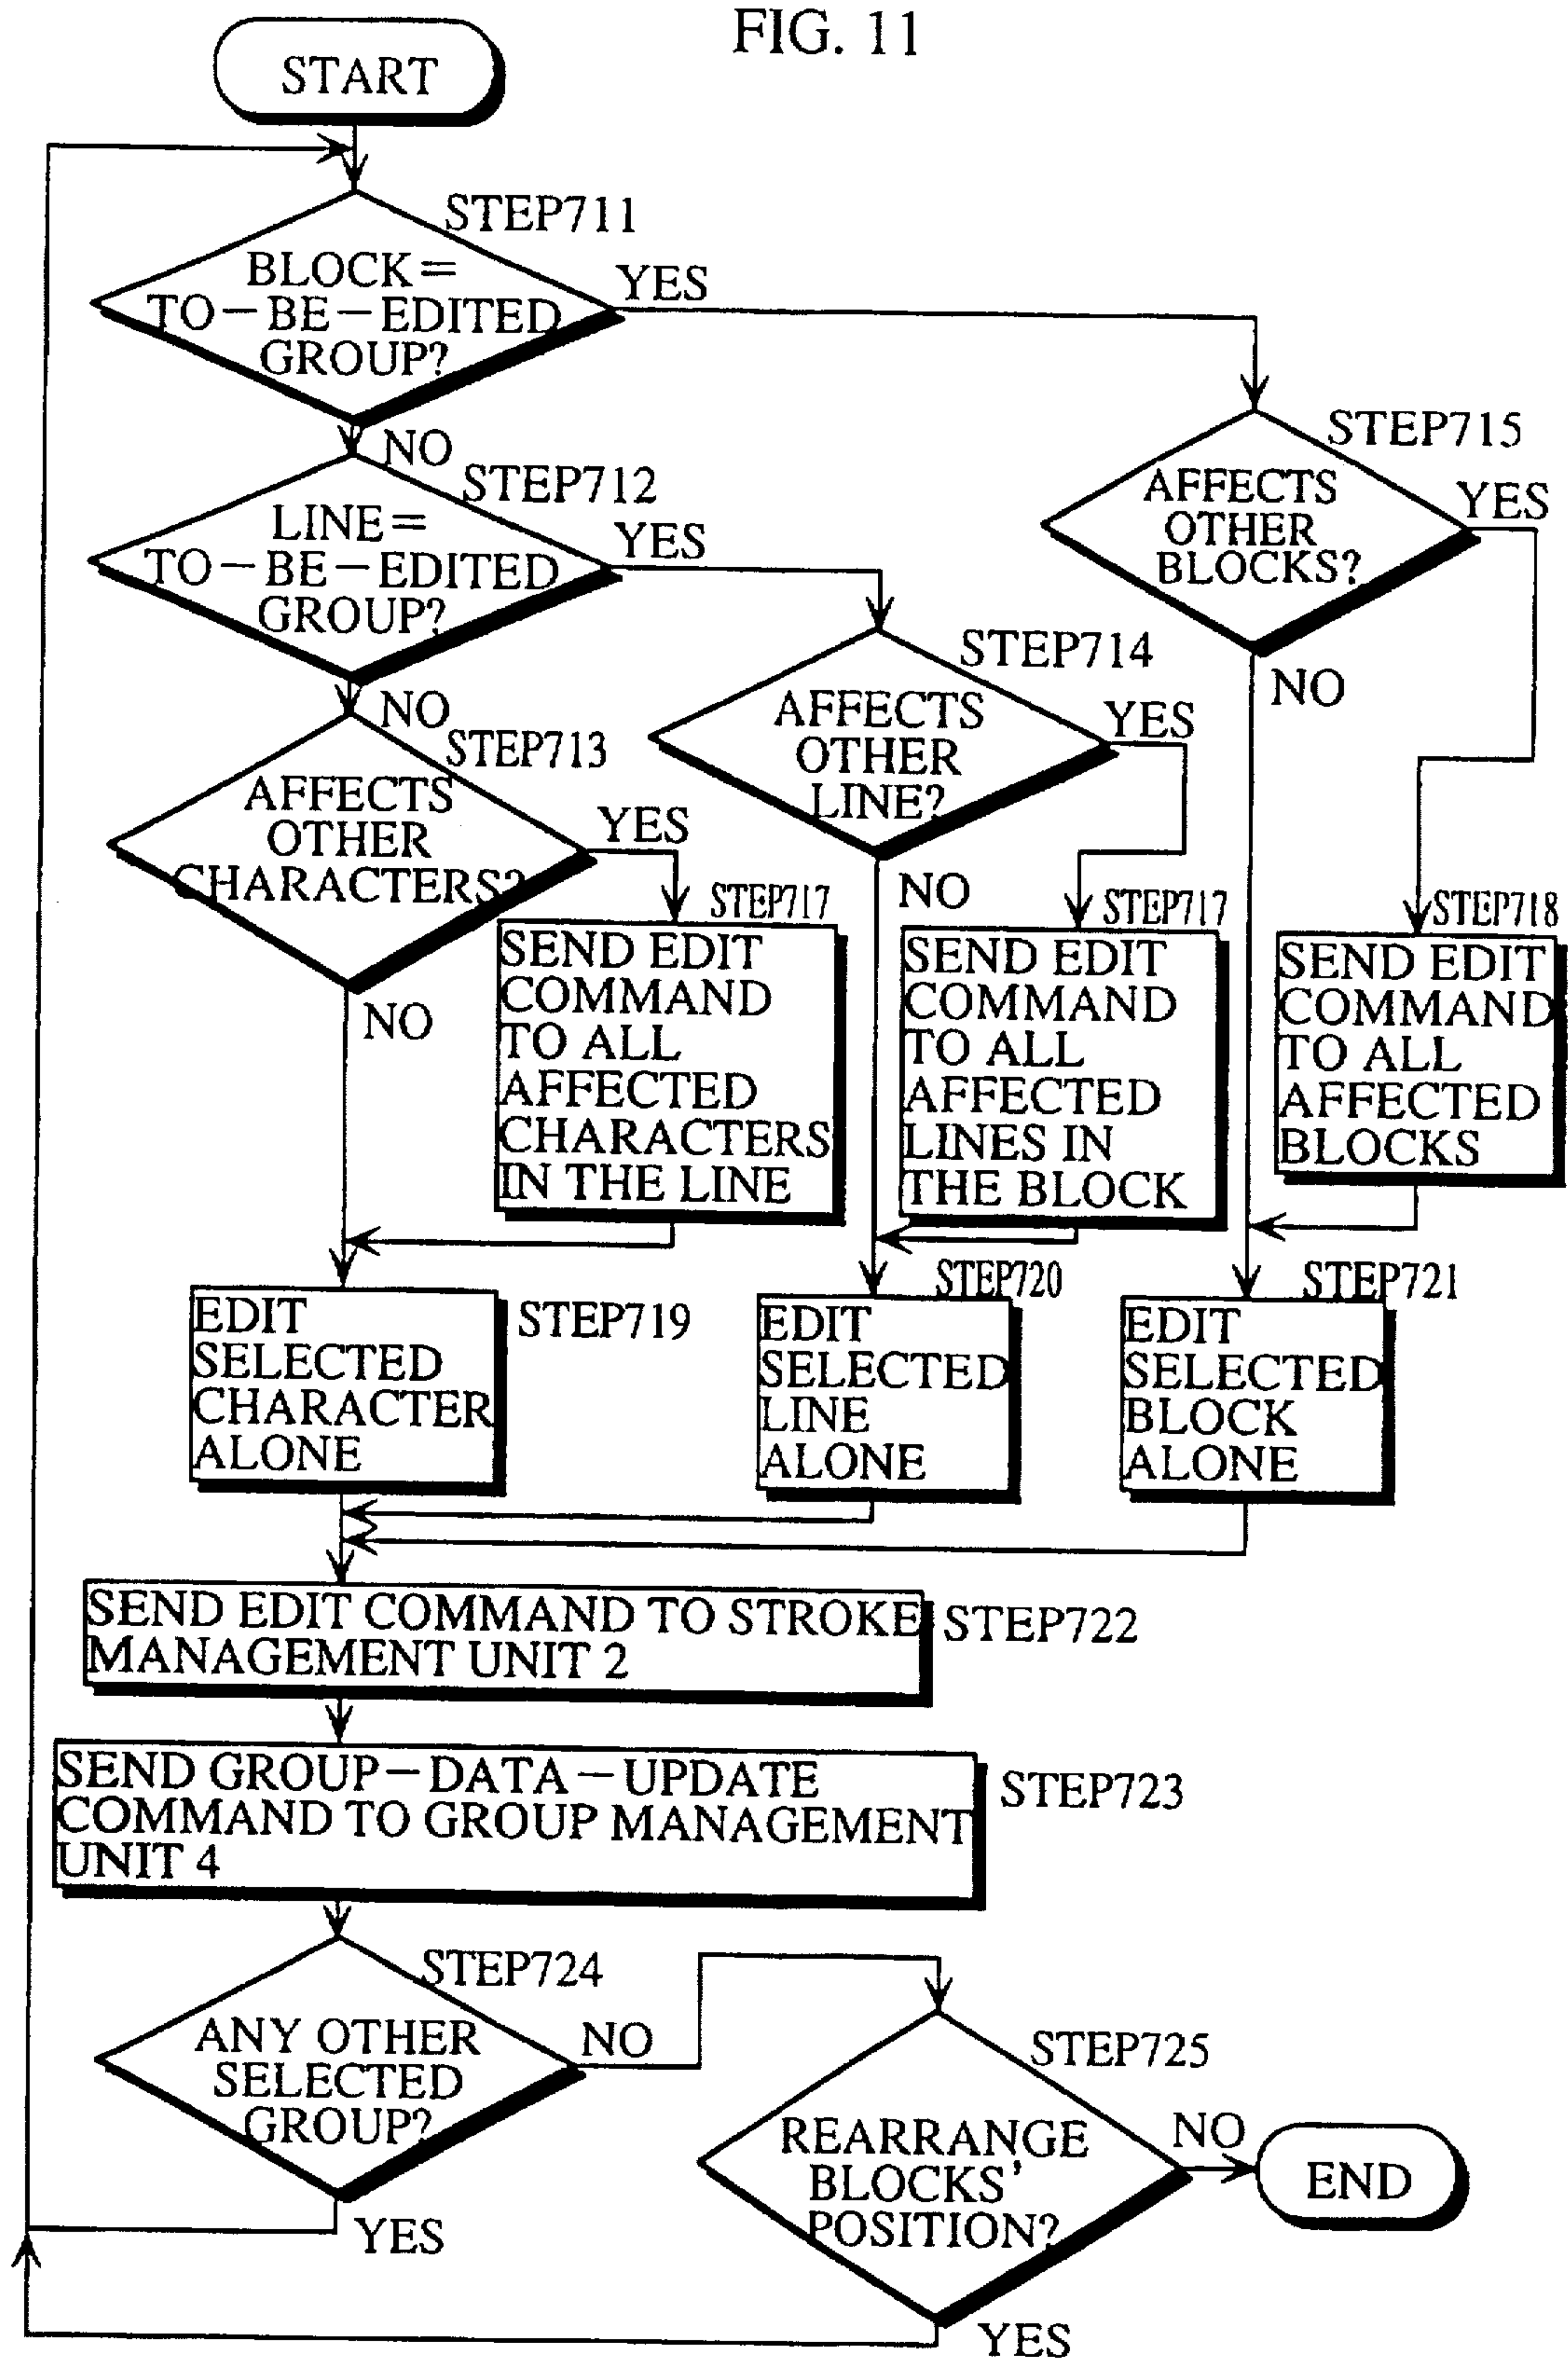 FIG. 11
START
STEP711
BLOCK=
TO-BE-EDITED
GROUP?
YES
NO
STEP712
LINE=
TO-BE-EDITED
GROUP?
YES
NO
STEP715
AFFECTS
OTHER
BLOCKS?
YES
NO
STEP714
AFFECTS
OTHER
LINE?
YES
NO
STEP713
AFFECTS
OTHER
CHARACTERS?
YES
NO
STEP717
SEND EDIT
COMMAND
TO ALL
AFFECTED
CHARACTERS
IN THE LINE
STEP717
SEND EDIT
COMMAND
TO ALL
AFFECTED
LINES IN
THE BLOCK
STEP718
SEND EDIT
COMMAND
TO ALL
AFFECTED
BLOCKS
EDIT
SELECTED
CHARACTER
ALONE
STEP719
STEP720
EDIT
SELECTED
LINE
ALONE
STEP721
EDIT
SELECTED
BLOCK
ALONE
SEND EDIT COMMAND TO STROKE
MANAGEMENT UNIT 2
STEP722
SEND GROUP-DATA-UPDATE
COMMAND TO GROUP MANAGEMENT
UNIT 4
STEP723
STEP724
ANY OTHER
SELECTED
GROUP?
NO
YES
STEP725
REARRANGE
BLOCKS'
POSITION?
NO
END
YES